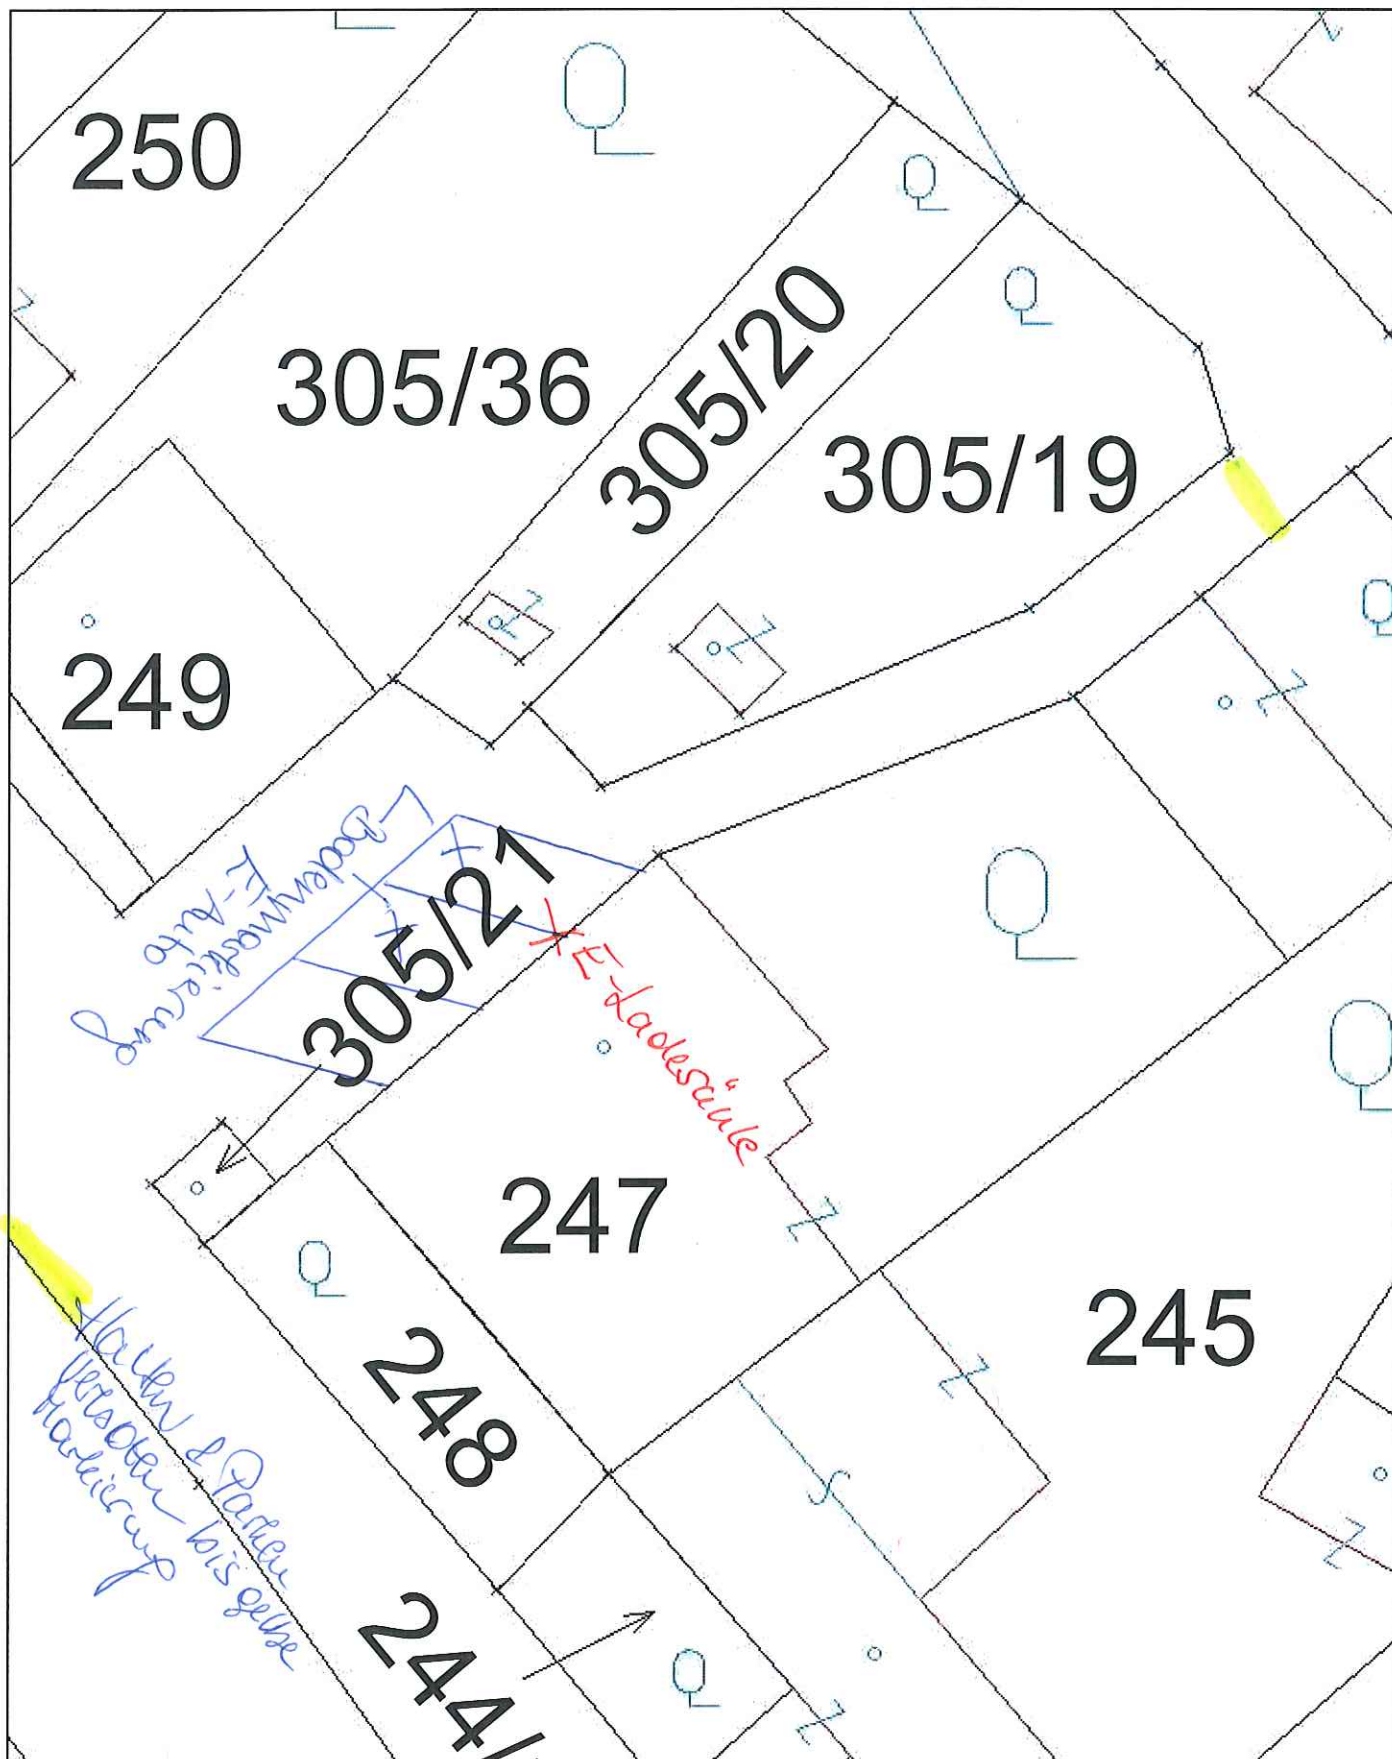 250
305/36
305/20
305/19
249
- Bodenmarkierung
E-Auto
305/21
E-Ladesäule
247
245
248
Halten & Parken
verboten bis gelbe
Markierung
244/